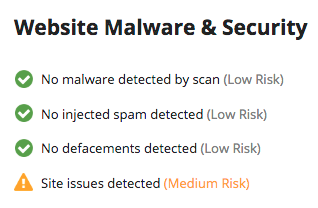 Website Malware & Security
No malware detected by scan (Low Risk)
No injected spam detected (Low Risk)
No defacements detected (Low Risk)
Site issues detected (Medium Risk)